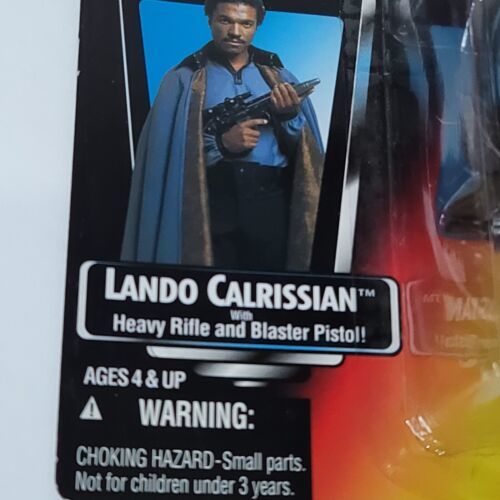 LANDO CALRISSIAN™
With
Heavy Rifle and Blaster Pistol!
AGES 4 & UP
⚠ WARNING:
CHOKING HAZARD-Small parts.
Not for children under 3 years.